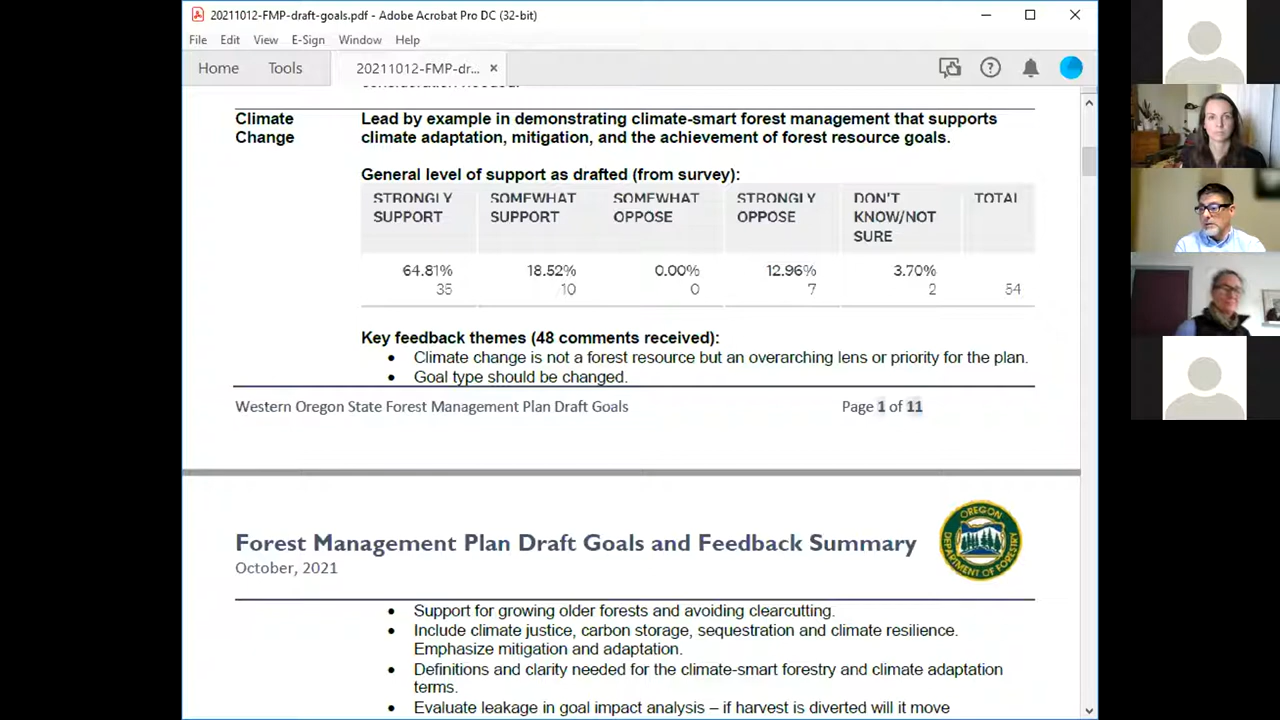 20211012-FMP-draft-goals.pdf - Adobe Acrobat Pro DC (32-bit)
File Edit View E-Sign Window Help
Home Tools 20211012-FMP-dr... ×
consideration needed.
Climate Change
Lead by example in demonstrating climate-smart forest management that supports
climate adaptation, mitigation, and the achievement of forest resource goals.
General level of support as drafted (from survey):
STRONGLY SUPPORT SOMEWHAT SUPPORT SOMEWHAT OPPOSE STRONGLY OPPOSE DON'T KNOW/NOT SURE TOTAL
64.81% 18.52% 0.00% 12.96% 3.70%
35 10 0 7 2 54
Key feedback themes (48 comments received):
• Climate change is not a forest resource but an overarching lens or priority for the plan.
• Goal type should be changed.
Western Oregon State Forest Management Plan Draft Goals Page 1 of 11
Forest Management Plan Draft Goals and Feedback Summary
October, 2021
OREGON
DEPARTMENT OF FORESTRY
• Support for growing older forests and avoiding clearcutting.
• Include climate justice, carbon storage, sequestration and climate resilience.
Emphasize mitigation and adaptation.
• Definitions and clarity needed for the climate-smart forestry and climate adaptation
terms.
• Evaluate leakage in goal impact analysis – if harvest is diverted will it move